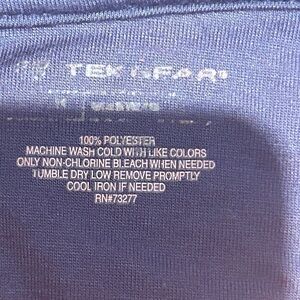 TEK GEAR®
100% POLYESTER
MACHINE WASH COLD WITH LIKE COLORS
ONLY NON-CHLORINE BLEACH WHEN NEEDED
TUMBLE DRY LOW REMOVE PROMPTLY
COOL IRON IF NEEDED
RN#73277